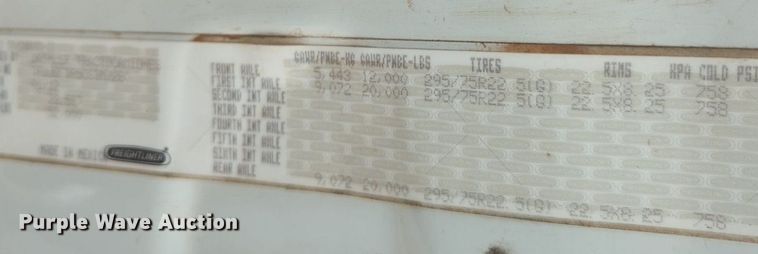 GAWR/PNBE-KG GAWR/PNBE-LBS TIRES RIMS KPA COLD PSI
FRONT AXLE 5,443 12,000 295/75R22 5(G) 22 5X8 25 758
FIRST INT AXLE 9,072 20,000 295/75R22 5(G) 22 5X8 25 758
SECOND INT AXLE
THIRD INT AXLE
FOURTH INT AXLE
FIFTH INT AXLE
SIXTH INT AXLE
REAR AXLE 9,072 20,000 295/75R22 5(G) 22 5X8 25 758
MADE IN MEXICO FREIGHTLINER
Purple Wave Auction